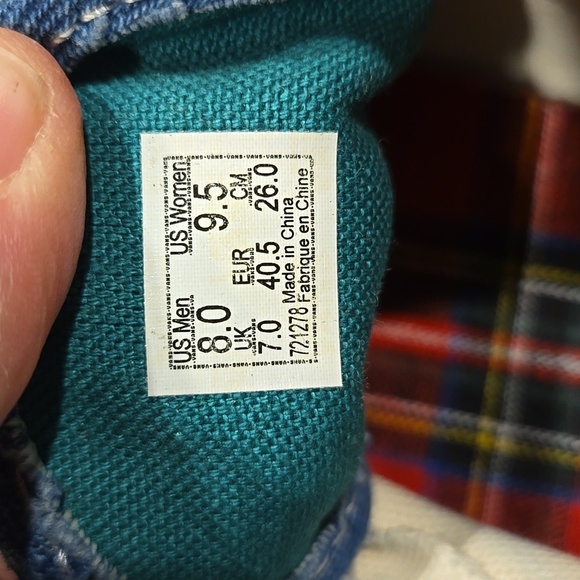 US Men US Women
8.0 9.5
UK EUR CM
7.0 40.5 26.0
721278 Made in China
Fabrique en Chine